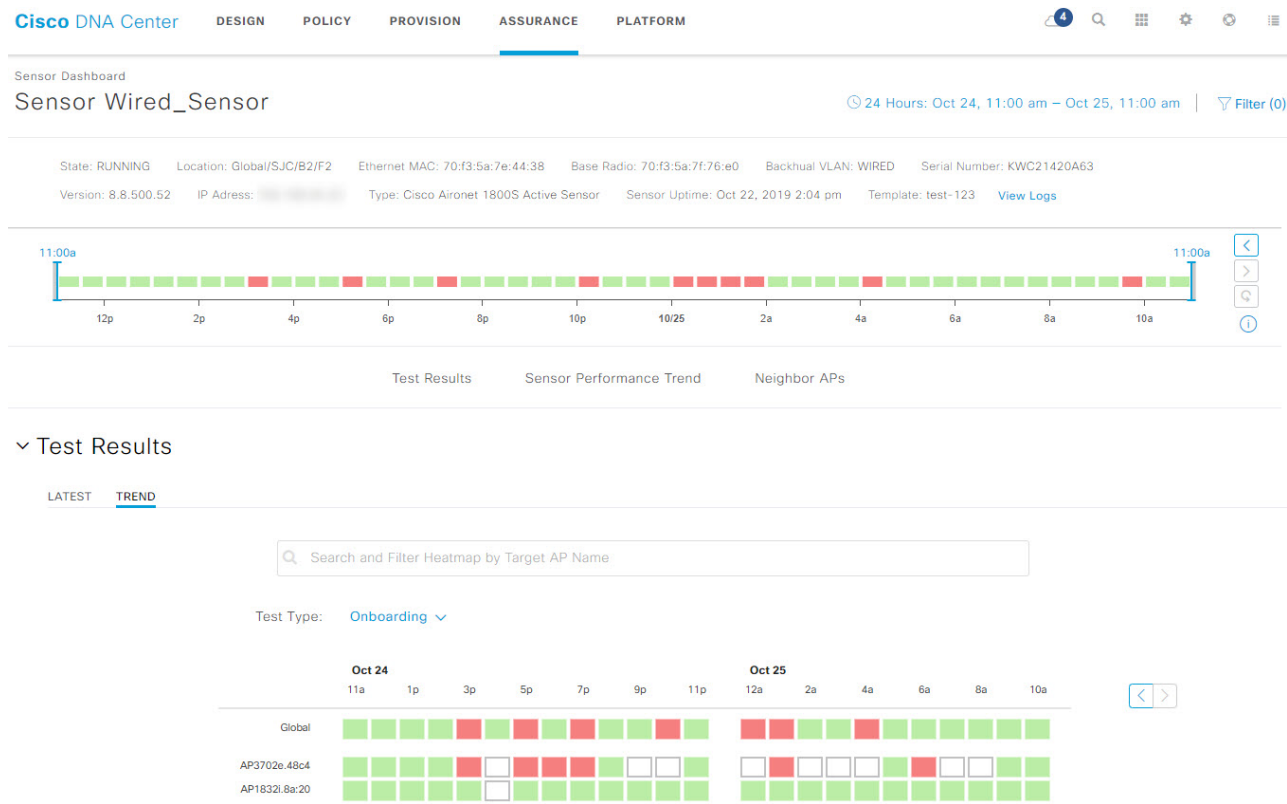 Cisco DNA Center DESIGN POLICY PROVISION ASSURANCE PLATFORM 4
Sensor Dashboard
Sensor Wired_Sensor
24 Hours: Oct 24, 11:00 am – Oct 25, 11:00 am Filter (0)
State: RUNNING Location: Global/SJC/B2/F2 Ethernet MAC: 70:f3:5a:7e:44:38 Base Radio: 70:f3:5a:7f:76:e0 Backhual VLAN: WIRED Serial Number: KWC21420A63
Version: 8.8.500.52 IP Adress: Type: Cisco Aironet 1800S Active Sensor Sensor Uptime: Oct 22, 2019 2:04 pm Template: test-123 View Logs
11:00a 11:00a
12p 2p 4p 6p 8p 10p 10/25 2a 4a 6a 8a 10a
Test Results Sensor Performance Trend Neighbor APs
Test Results
LATEST TREND
Search and Filter Heatmap by Target AP Name
Test Type: Onboarding
Oct 24 Oct 25
11a 1p 3p 5p 7p 9p 11p 12a 2a 4a 6a 8a 10a
Global
AP3702e.48c4
AP1832i.8a:20